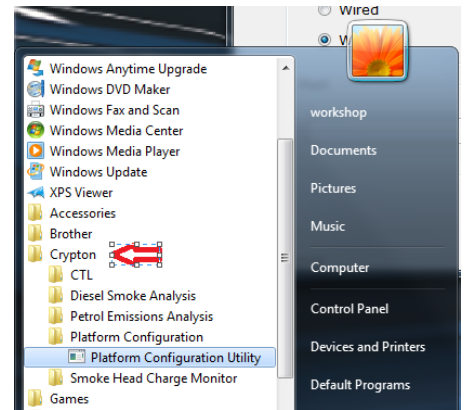 Wired
Windows Anytime Upgrade
Windows DVD Maker
Windows Fax and Scan
Windows Media Center
Windows Media Player
Windows Update
XPS Viewer
Accessories
Brother
Crypton
CTL
Diesel Smoke Analysis
Petrol Emissions Analysis
Platform Configuration
Platform Configuration Utility
Smoke Head Charge Monitor
Games
workshop
Documents
Pictures
Music
Computer
Control Panel
Devices and Printers
Default Programs